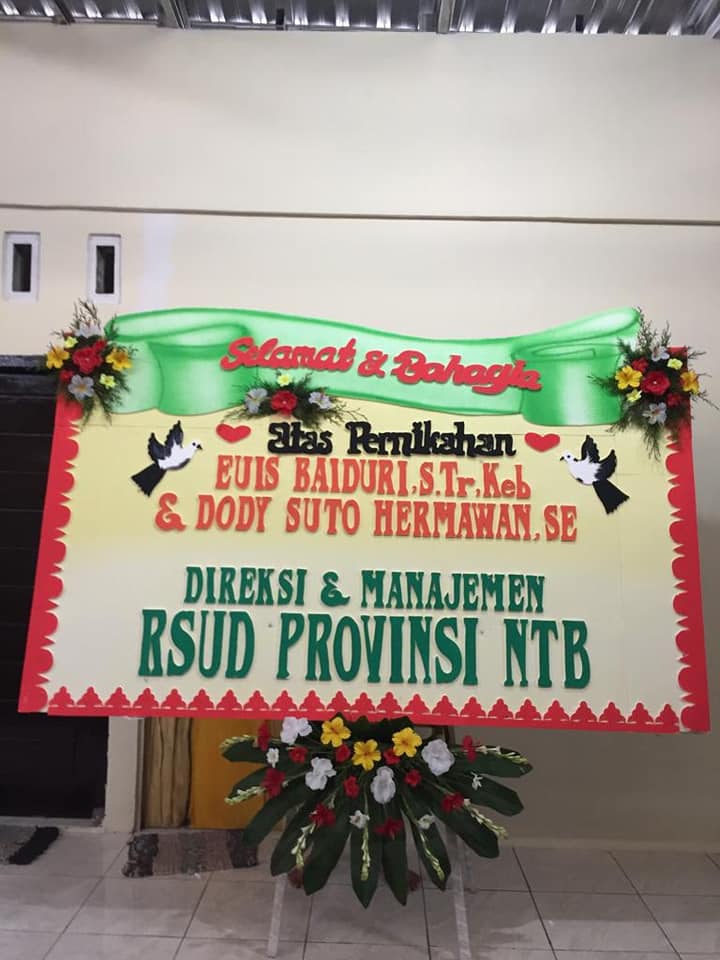 Selamat & Bahagia
Atas Pernikahan
EUIS BAIDURI,S.Tr,Keb
& DODY SUTO HERMAWAN, SE
DIREKSI & MANAJEMEN
RSUD PROVINSI NTB